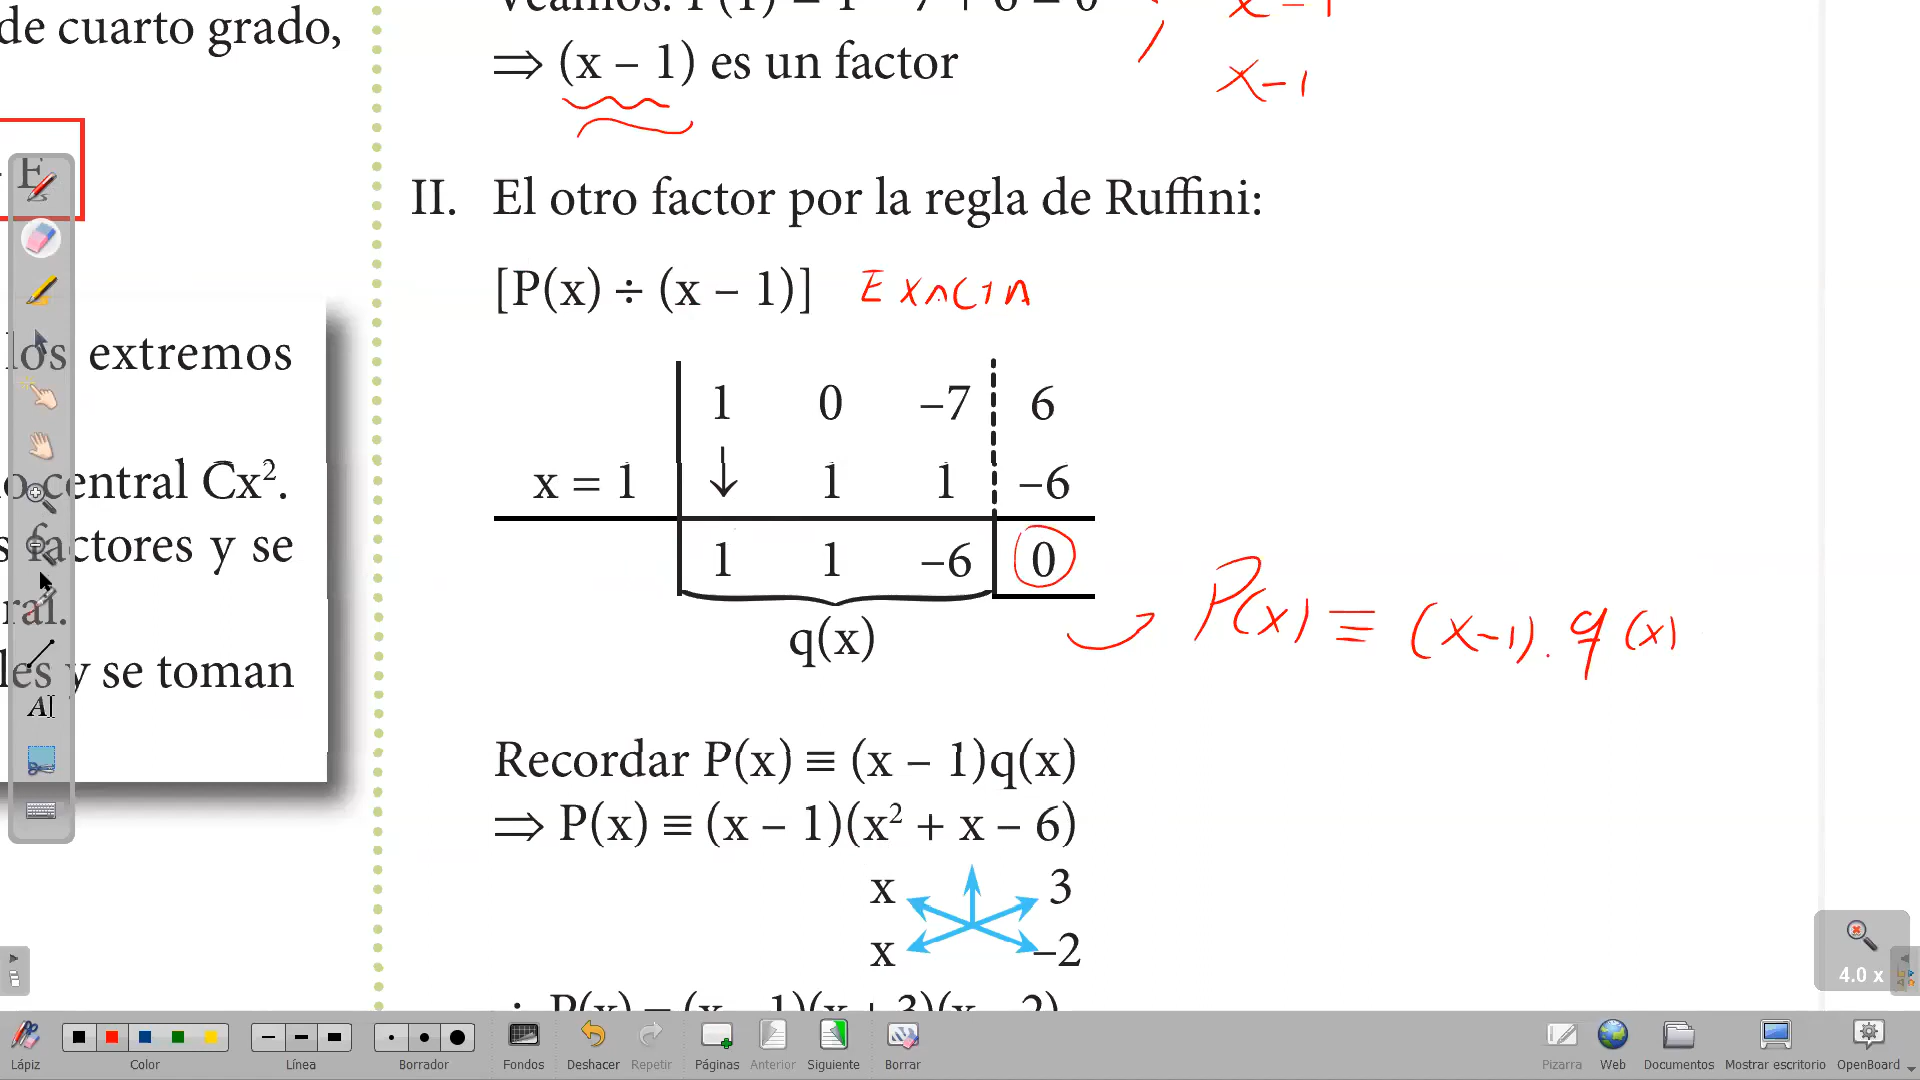 de cuarto grado,
E
los extremos
central Cx².
factores y se
ral.
les y se toman
⇒ (x – 1) es un factor
x–1
x–1
II. El otro factor por la regla de Ruffini:
[P(x) ÷ (x – 1)] EXACTA
1 0 –7 6
x = 1 ↓ 1 1 –6
1 1 –6 0
q(x)
P(x) ≡ (x–1). q(x)
Recordar P(x) ≡ (x – 1)q(x)
⇒ P(x) ≡ (x – 1)(x² + x – 6)
x 3
x –2
4.0 x
Lápiz Color Línea Borrador Fondos Deshacer Repetir Páginas Anterior Siguiente Borrar Pizarra Web Documentos Mostrar escritorio OpenBoard